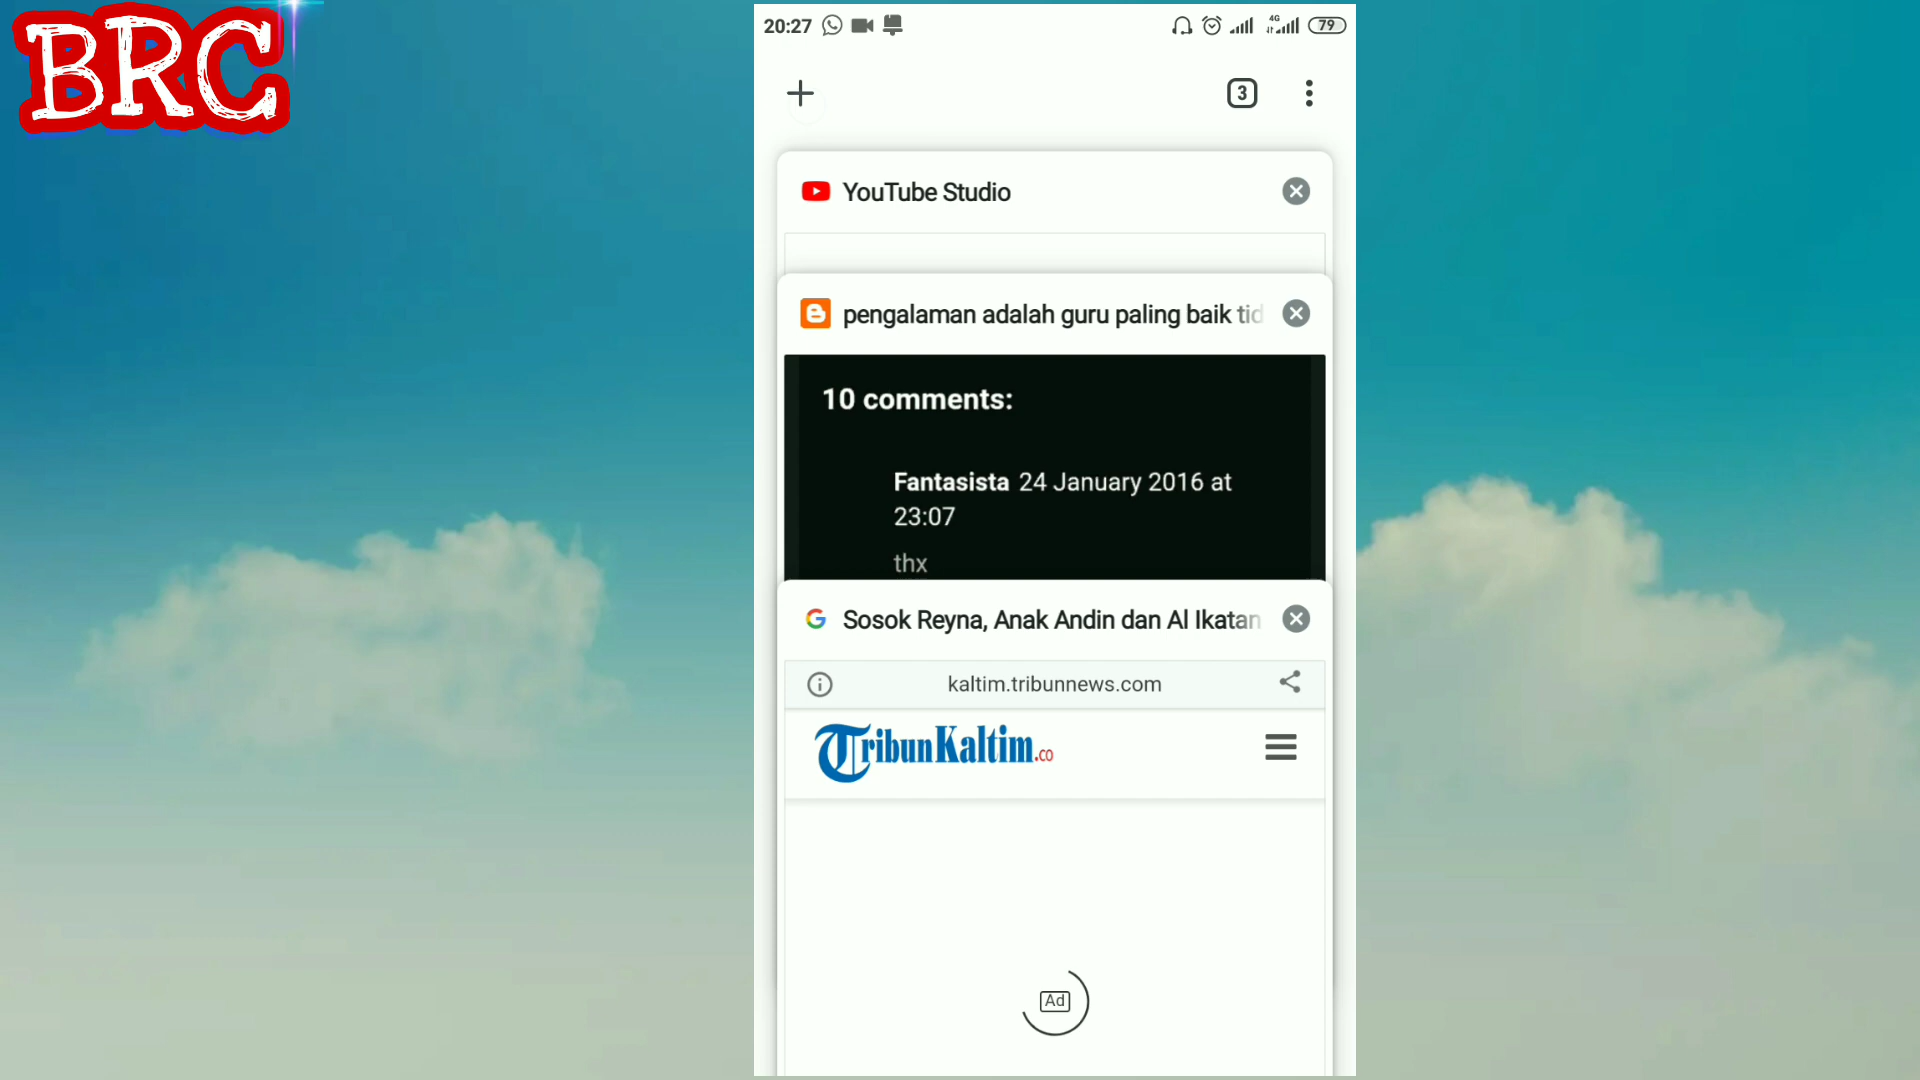 BRC
20:27
4G
79
3
YouTube Studio
pengalaman adalah guru paling baik tid
10 comments:
Fantasista 24 January 2016 at
23:07
thx
Sosok Reyna, Anak Andin dan Al Ikatan
kaltim.tribunnews.com
TribunKaltim.co
Ad